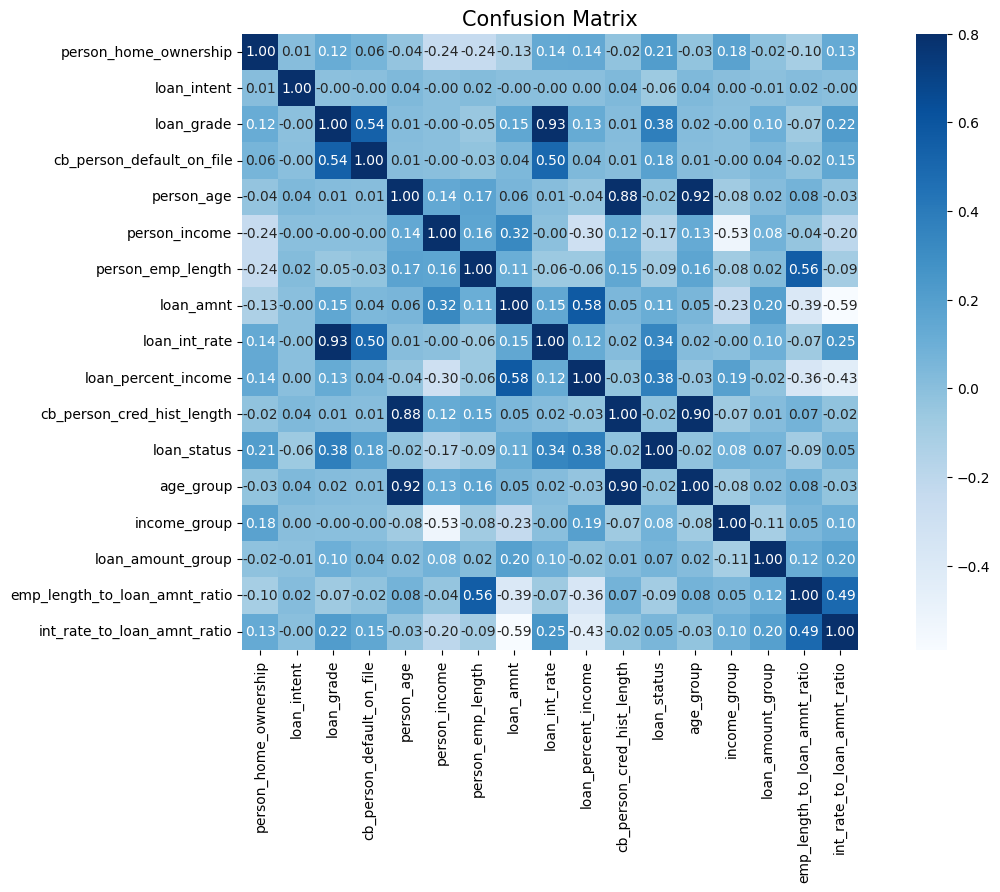 Confusion Matrix
person_home_ownership 1.00 0.01 0.12 0.06 -0.04 -0.24 -0.24 -0.13 0.14 0.14 -0.02 0.21 -0.03 0.18 -0.02 -0.10 0.13
loan_intent 0.01 1.00 -0.00 -0.00 0.04 -0.00 0.02 -0.00 -0.00 0.00 0.04 -0.06 0.04 0.00 -0.01 0.02 -0.00
loan_grade 0.12 -0.00 1.00 0.54 0.01 -0.00 -0.05 0.15 0.93 0.13 0.01 0.38 0.02 -0.00 0.10 -0.07 0.22
cb_person_default_on_file 0.06 -0.00 0.54 1.00 0.01 -0.00 -0.03 0.04 0.50 0.04 0.01 0.18 0.01 -0.00 0.04 -0.02 0.15
person_age -0.04 0.04 0.01 0.01 1.00 0.14 0.17 0.06 0.01 -0.04 0.88 -0.02 0.92 -0.08 0.02 0.08 -0.03
person_income -0.24 -0.00 -0.00 -0.00 0.14 1.00 0.16 0.32 -0.00 -0.30 0.12 -0.17 0.13 -0.53 0.08 -0.04 -0.20
person_emp_length -0.24 0.02 -0.05 -0.03 0.17 0.16 1.00 0.11 -0.06 -0.06 0.15 -0.09 0.16 -0.08 0.02 0.56 -0.09
loan_amnt -0.13 -0.00 0.15 0.04 0.06 0.32 0.11 1.00 0.15 0.58 0.05 0.11 0.05 -0.23 0.20 -0.39 -0.59
loan_int_rate 0.14 -0.00 0.93 0.50 0.01 -0.00 -0.06 0.15 1.00 0.12 0.02 0.34 0.02 -0.00 0.10 -0.07 0.25
loan_percent_income 0.14 0.00 0.13 0.04 -0.04 -0.30 -0.06 0.58 0.12 1.00 -0.03 0.38 -0.03 0.19 -0.02 -0.36 -0.43
cb_person_cred_hist_length -0.02 0.04 0.01 0.01 0.88 0.12 0.15 0.05 0.02 -0.03 1.00 -0.02 0.90 -0.07 0.01 0.07 -0.02
loan_status 0.21 -0.06 0.38 0.18 -0.02 -0.17 -0.09 0.11 0.34 0.38 -0.02 1.00 -0.02 0.08 0.07 -0.09 0.05
age_group -0.03 0.04 0.02 0.01 0.92 0.13 0.16 0.05 0.02 -0.03 0.90 -0.02 1.00 -0.08 0.02 0.08 -0.03
income_group 0.18 0.00 -0.00 -0.00 -0.08 -0.53 -0.08 -0.23 -0.00 0.19 -0.07 0.08 -0.08 1.00 -0.11 0.05 0.10
loan_amount_group -0.02 -0.01 0.10 0.04 0.02 0.08 0.02 0.20 0.10 -0.02 0.01 0.07 0.02 -0.11 1.00 0.12 0.20
emp_length_to_loan_amnt_ratio -0.10 0.02 -0.07 -0.02 0.08 -0.04 0.56 -0.39 -0.07 -0.36 0.07 -0.09 0.08 0.05 0.12 1.00 0.49
int_rate_to_loan_amnt_ratio 0.13 -0.00 0.22 0.15 -0.03 -0.20 -0.09 -0.59 0.25 -0.43 -0.02 0.05 -0.03 0.10 0.20 0.49 1.00
person_home_ownership
loan_intent
loan_grade
cb_person_default_on_file
person_age
person_income
person_emp_length
loan_amnt
loan_int_rate
loan_percent_income
cb_person_cred_hist_length
loan_status
age_group
income_group
loan_amount_group
emp_length_to_loan_amnt_ratio
int_rate_to_loan_amnt_ratio
0.8
0.6
0.4
0.2
0.0
−0.2
−0.4